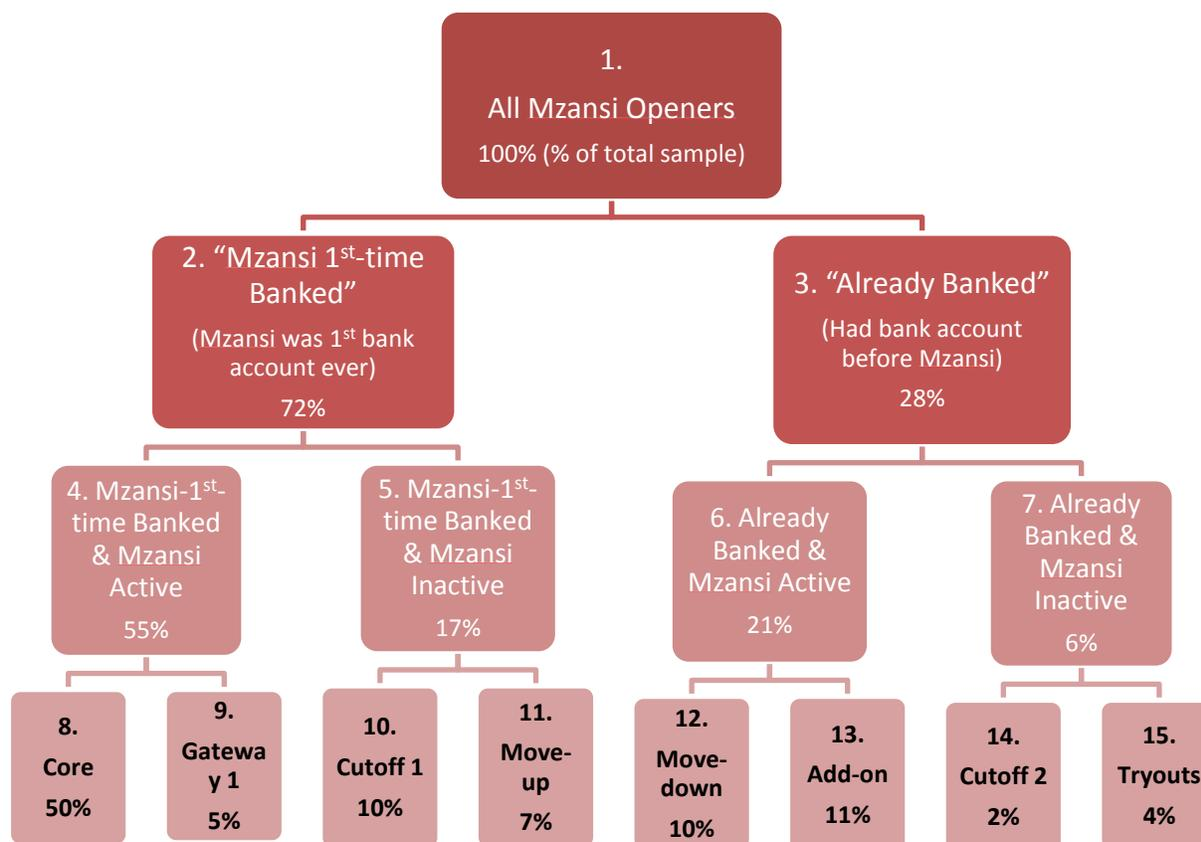 1.
All Mzansi Openers
100% (% of total sample)
2. “Mzansi 1st-time
Banked”
(Mzansi was 1st bank
account ever)
72%
3. “Already Banked”
(Had bank account
before Mzansi)
28%
4. Mzansi-1st-
time Banked
& Mzansi
Active
55%
5. Mzansi-1st-
time Banked
& Mzansi
Inactive
17%
6. Already
Banked &
Mzansi Active
21%
7. Already
Banked &
Mzansi
Inactive
6%
8.
Core
50%
9.
Gatewa
y 1
5%
10.
Cutoff 1
10%
11.
Move-
up
7%
12.
Move-
down
10%
13.
Add-on
11%
14.
Cutoff 2
2%
15.
Tryouts
4%